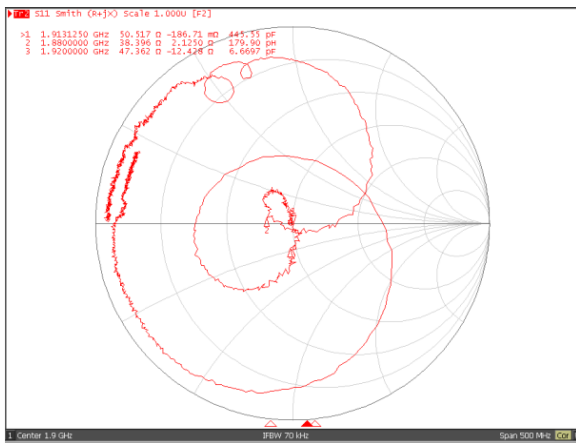 S11 Smith (R+jX) Scale 1.000U [F2]
>1 1.9131250 GHz 50.517 Ω -186.71 mΩ 445.55 pF
2 1.8800000 GHz 38.396 Ω 2.1250 Ω 179.90 pH
3 1.9200000 GHz 47.362 Ω -12.428 Ω 6.6697 pF
1 Center 1.9 GHz IFBW 70 kHz Span 500 MHz Cor